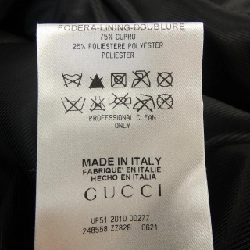 FODERA-LINING-DOUBLURE
75% CUPRO
25% POLIESTERE POLYESTER
POLIESTER
PROFESSIONAL CLEAN
ONLY
MADE IN ITALY
FABRIQUÉ EN ITALIE
HECHO EN ITALIA
GUCCI